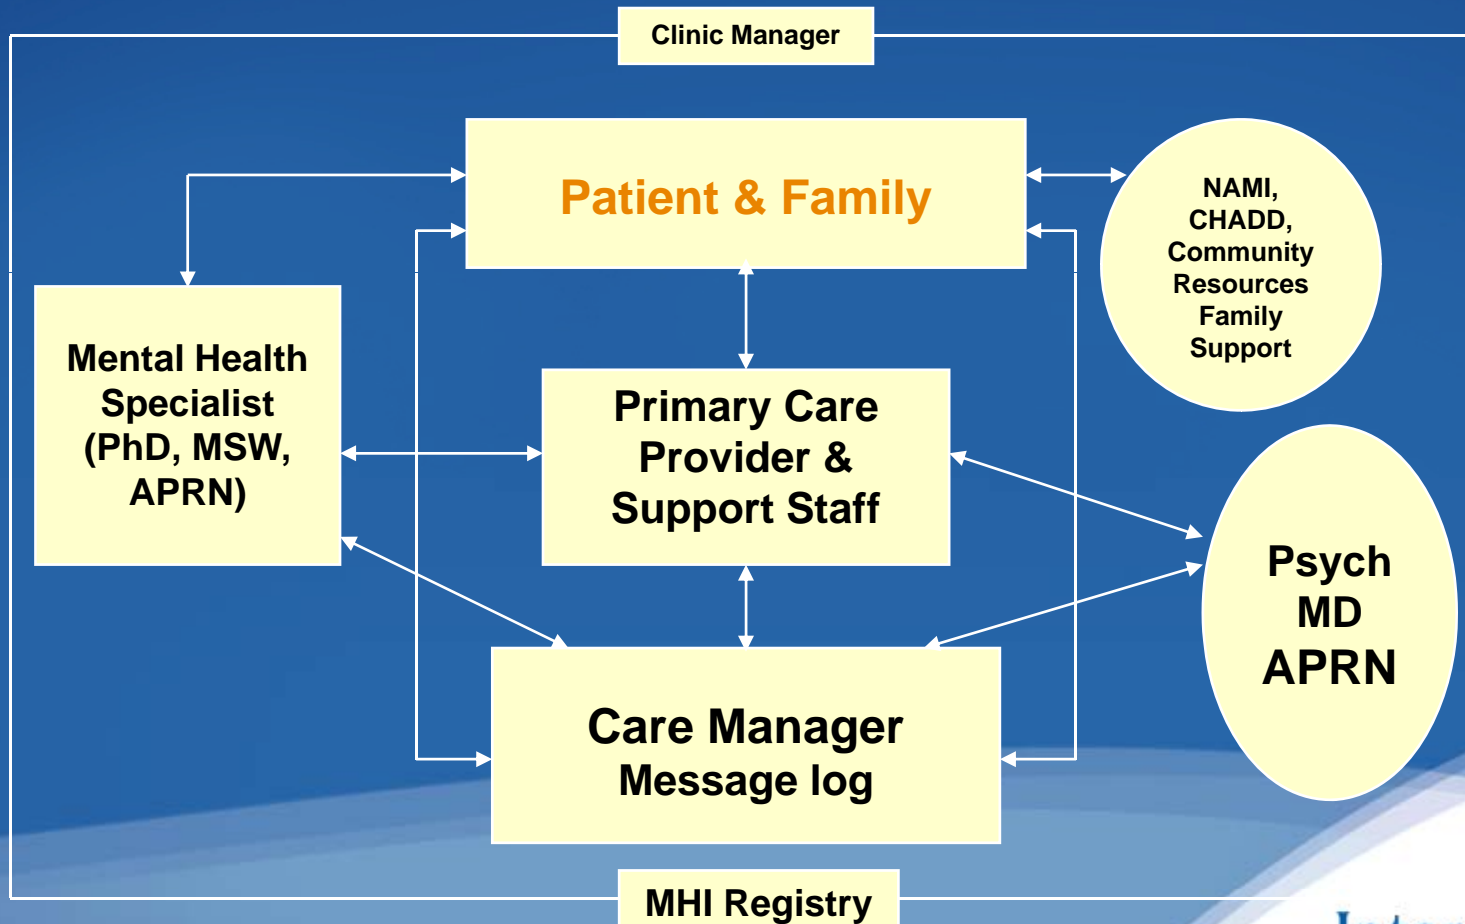 Clinic Manager
Patient & Family
NAMI,
CHADD,
Community
Resources
Family
Support
Mental Health
Specialist
(PhD, MSW,
APRN)
Primary Care
Provider &
Support Staff
Psych
MD
APRN
Care Manager
Message log
MHI Registry